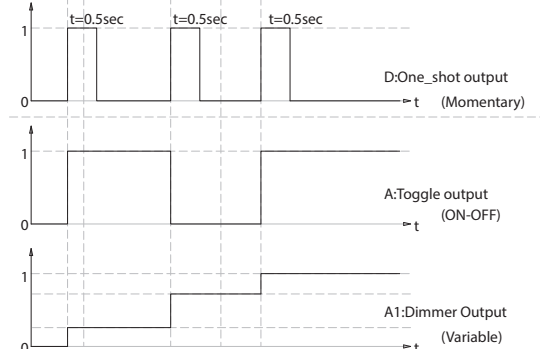 t=0.5sec t=0.5sec t=0.5sec
1
D:One_shot output
0
t (Momentary)
1
A:Toggle output
(ON-OFF)
0
t
1
A1:Dimmer Output
(Variable)
0
t